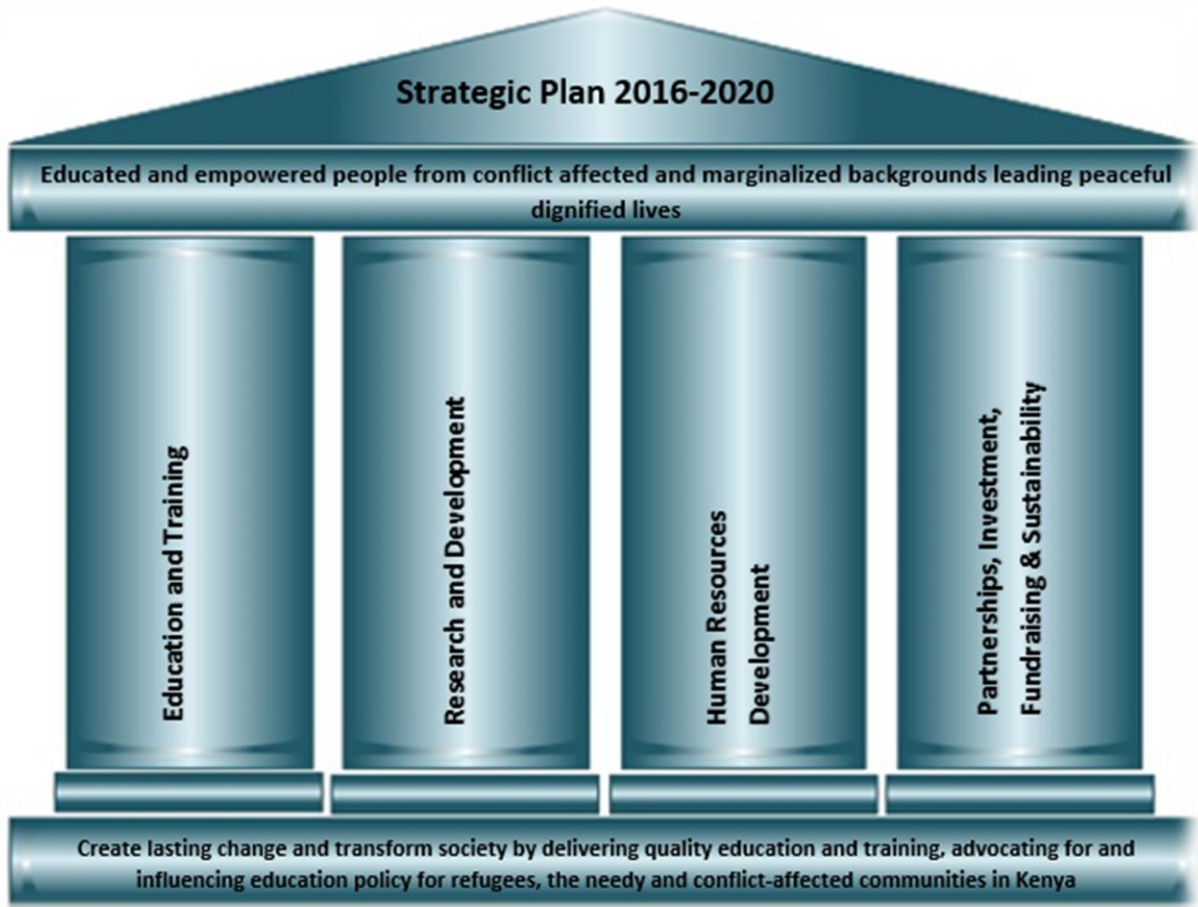 Strategic Plan 2016-2020
Educated and empowered people from conflict affected and marginalized backgrounds leading peaceful
dignified lives
Education and Training
Research and Development
Human Resources
Development
Partnerships, Investment,
Fundraising & Sustainability
Create lasting change and transform society by delivering quality education and training, advocating for and
influencing education policy for refugees, the needy and conflict-affected communities in Kenya